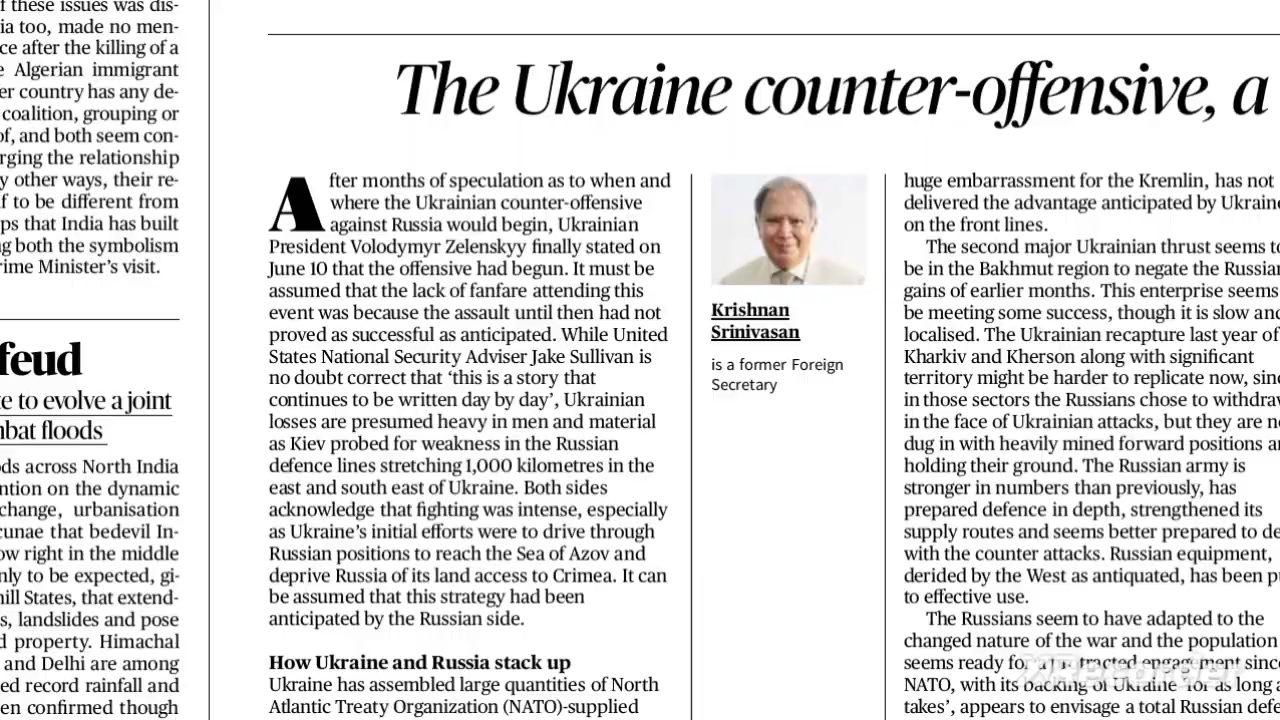 f these issues was dis-
ia too, made no men-
ce after the killing of a
e Algerian immigrant
er country has any de-
coalition, grouping or
of, and both seem con-
rging the relationship
y other ways, their re-
f to be different from
ps that India has built
ng both the symbolism
rime Minister's visit.
feud
te to evolve a joint
nbat floods
ods across North India
ntion on the dynamic
change, urbanisation
cunae that bedevil In-
ow right in the middle
nly to be expected, gi-
hill States, that extend-
s, landslides and pose
d property. Himachal
and Delhi are among
ed record rainfall and
en confirmed though
The Ukraine counter-offensive, a
After months of speculation as to when and
where the Ukrainian counter-offensive
against Russia would begin, Ukrainian
President Volodymyr Zelenskyy finally stated on
June 10 that the offensive had begun. It must be
assumed that the lack of fanfare attending this
event was because the assault until then had not
proved as successful as anticipated. While United
States National Security Adviser Jake Sullivan is
no doubt correct that 'this is a story that
continues to be written day by day', Ukrainian
losses are presumed heavy in men and material
as Kiev probed for weakness in the Russian
defence lines stretching 1,000 kilometres in the
east and south east of Ukraine. Both sides
acknowledge that fighting was intense, especially
as Ukraine's initial efforts were to drive through
Russian positions to reach the Sea of Azov and
deprive Russia of its land access to Crimea. It can
be assumed that this strategy had been
anticipated by the Russian side.
How Ukraine and Russia stack up
Ukraine has assembled large quantities of North
Atlantic Treaty Organization (NATO)-supplied
Krishnan
Srinivasan
is a former Foreign
Secretary
huge embarrassment for the Kremlin, has not
delivered the advantage anticipated by Ukraine
on the front lines.
The second major Ukrainian thrust seems to
be in the Bakhmut region to negate the Russian
gains of earlier months. This enterprise seems
be meeting some success, though it is slow and
localised. The Ukrainian recapture last year of
Kharkiv and Kherson along with significant
territory might be harder to replicate now, sinc
in those sectors the Russians chose to withdraw
in the face of Ukrainian attacks, but they are no
dug in with heavily mined forward positions an
holding their ground. The Russian army is
stronger in numbers than previously, has
prepared defence in depth, strengthened its
supply routes and seems better prepared to de
with the counter attacks. Russian equipment,
derided by the West as antiquated, has been pu
to effective use.
The Russians seem to have adapted to the
changed nature of the war and the population
seems ready for a protracted engagement since
NATO, with its backing of Ukraine 'for as long a
takes', appears to envisage a total Russian defe
XRecorder